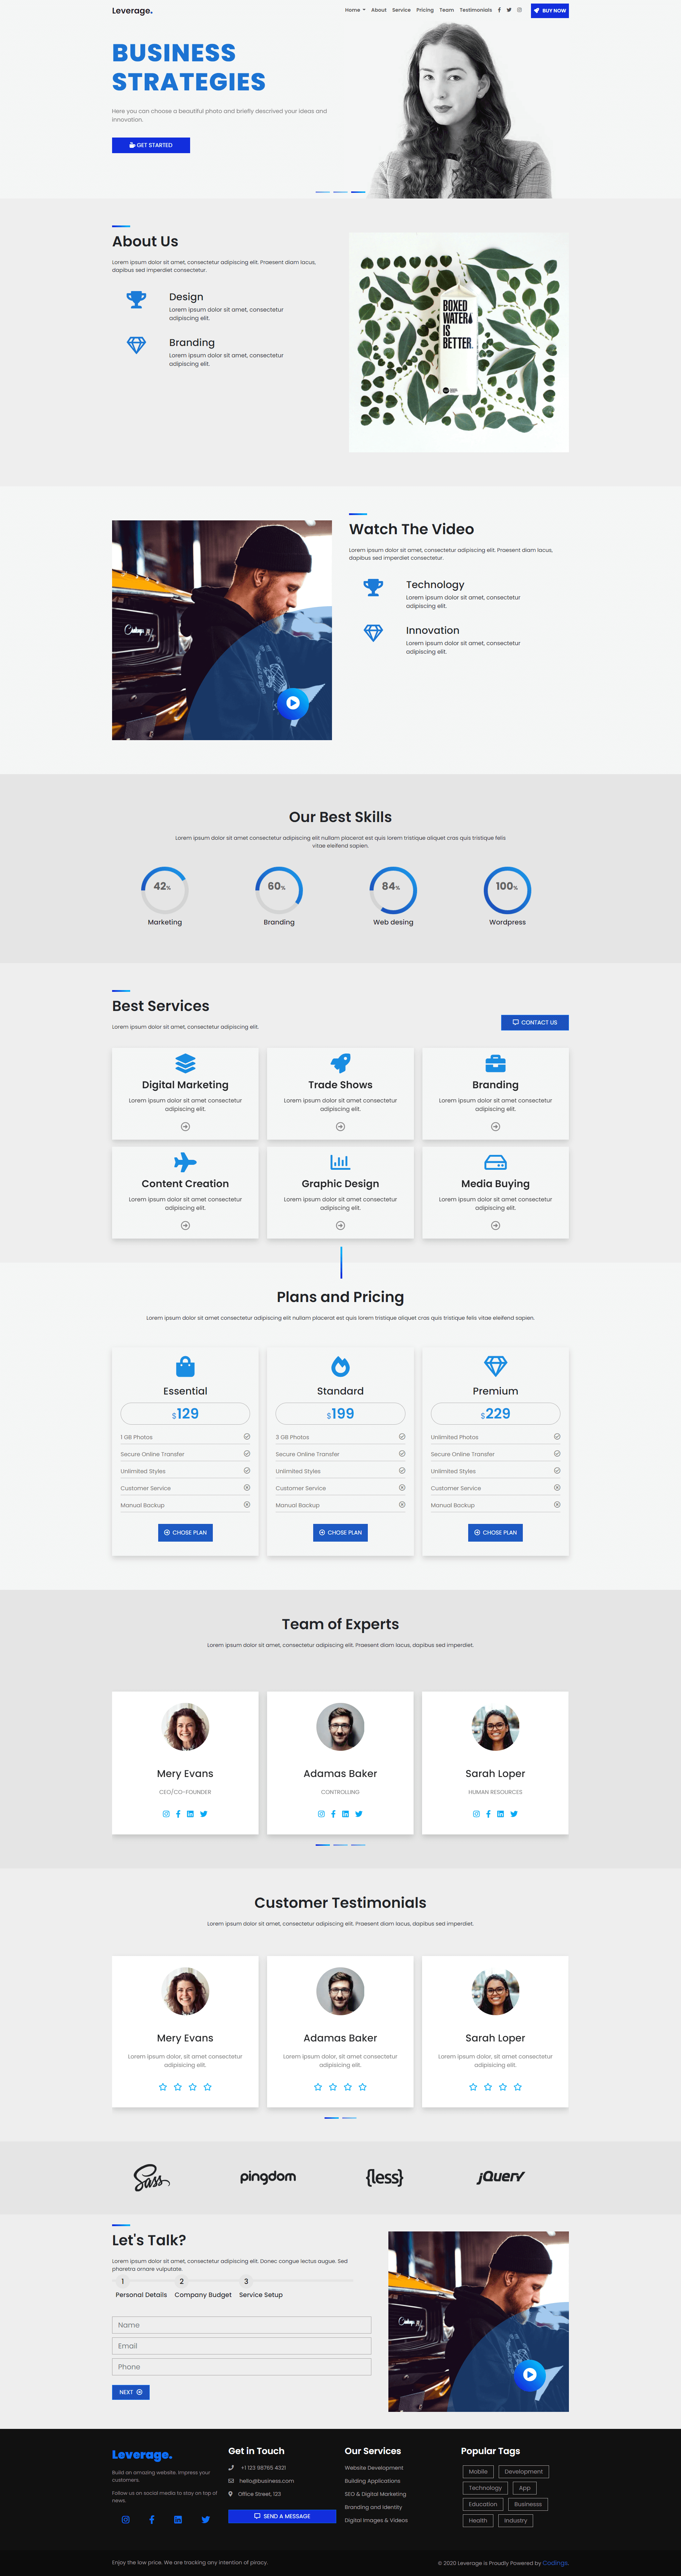 Leverage.
Home About Service Pricing Team Testimonials BUY NOW
BUSINESS
STRATEGIES
Here you can choose a beautiful photo and briefly descrived your ideas and
innovation.
GET STARTED
About Us
Lorem ipsum dolor sit amet, consectetur adipiscing elit. Praesent diam lacus,
dapibus sed imperdiet consectetur.
Design
Lorem ipsum dolor sit amet, consectetur
adipiscing elit.
Branding
Lorem ipsum dolor sit amet, consectetur
adipiscing elit.
BOXED
WATER
IS
BETTER.
Watch The Video
Lorem ipsum dolor sit amet, consectetur adipiscing elit. Praesent diam lacus,
dapibus sed imperdiet consectetur.
Technology
Lorem ipsum dolor sit amet, consectetur
adipiscing elit.
Innovation
Lorem ipsum dolor sit amet, consectetur
adipiscing elit.
Our Best Skills
Lorem ipsum dolor sit amet consectetur adipiscing elit nullam placerat est quis lorem tristique aliquet cras quis tristique felis
vitae eleifend sapien.
42% 60% 84% 100%
Marketing Branding Web desing Wordpress
Best Services
Lorem ipsum dolor sit amet, consectetur adipiscing elit.
CONTACT US
Digital Marketing
Lorem ipsum dolor sit amet consectetur
adipiscing elit.
Trade Shows
Lorem ipsum dolor sit amet consectetur
adipiscing elit.
Branding
Lorem ipsum dolor sit amet consectetur
adipiscing elit.
Content Creation
Lorem ipsum dolor sit amet consectetur
adipiscing elit.
Graphic Design
Lorem ipsum dolor sit amet consectetur
adipiscing elit.
Media Buying
Lorem ipsum dolor sit amet consectetur
adipiscing elit.
Plans and Pricing
Lorem ipsum dolor sit amet consectetur adipiscing elit nullam placerat est quis lorem tristique aliquet cras quis tristique felis vitae eleifend sapien.
Essential
$129
1 GB Photos
Secure Online Transfer
Unlimited Styles
Customer Service
Manual Backup
CHOSE PLAN
Standard
$199
3 GB Photos
Secure Online Transfer
Unlimited Styles
Customer Service
Manual Backup
CHOSE PLAN
Premium
$229
Unlimited Photos
Secure Online Transfer
Unlimited Styles
Customer Service
Manual Backup
CHOSE PLAN
Team of Experts
Lorem ipsum dolor sit amet, consectetur adipiscing elit. Praesent diam lacus, dapibus sed imperdiet.
Mery Evans
CEO/CO-FOUNDER
Adamas Baker
CONTROLLING
Sarah Loper
HUMAN RESOURCES
Customer Testimonials
Lorem ipsum dolor sit amet, consectetur adipiscing elit. Praesent diam lacus, dapibus sed imperdiet.
Mery Evans
Lorem ipsum dolor, sit amet consectetur
adipisicing elit.
Adamas Baker
Lorem ipsum dolor, sit amet consectetur
adipisicing elit.
Sarah Loper
Lorem ipsum dolor, sit amet consectetur
adipisicing elit.
Sass pingdom {less} jQuery
Let's Talk?
Lorem ipsum dolor sit amet, consectetur adipiscing elit. Donec congue lectus augue. Sed
pharetra ornare vulputate.
1 2 3
Personal Details Company Budget Service Setup
Name
Email
Phone
NEXT
Leverage.
Build an amazing website. Impress your
customers.
Follow us on social media to stay on top of
news.
Get in Touch
+1 123 98765 4321
hello@business.com
Office Street, 123
SEND A MESSAGE
Our Services
Website Development
Building Applications
SEO & Digital Marketing
Branding and Identity
Digital Images & Videos
Popular Tags
Mobile Development
Technology App
Education Businesss
Health Industry
Enjoy the low price. We are tracking any intention of piracy.
© 2020 Leverage is Proudly Powered by Codings.